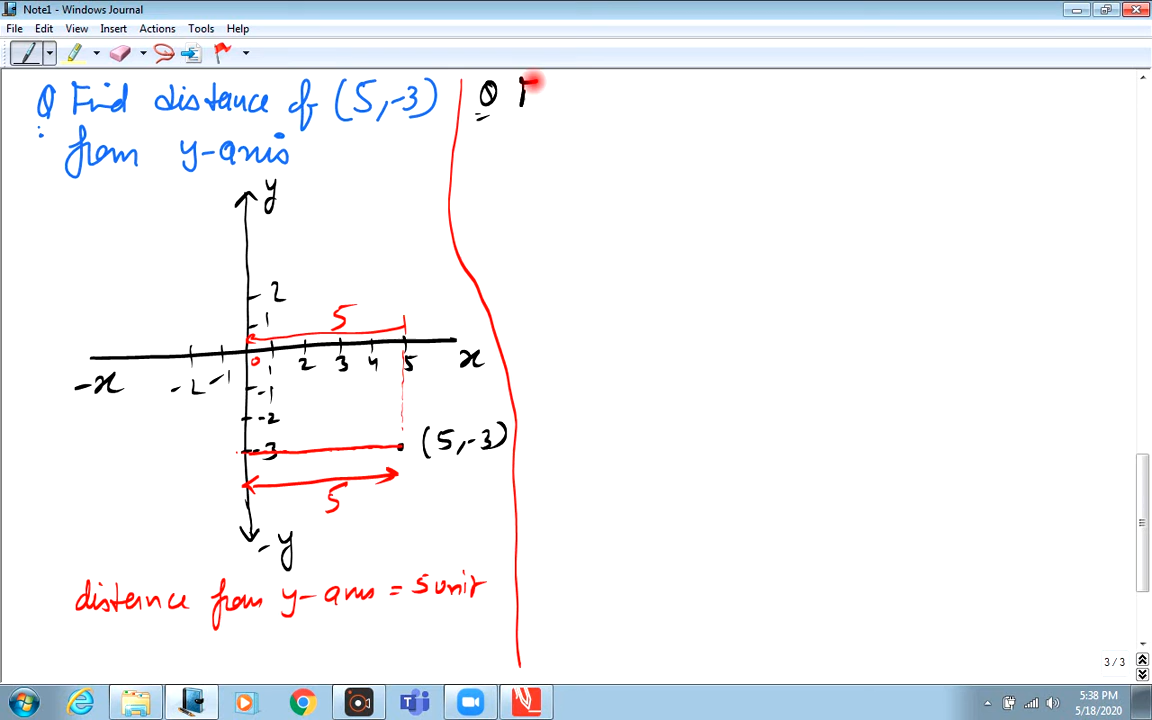 Note1 - Windows Journal
File Edit View Insert Actions Tools Help
Q Find distance of (5,-3)
from y-axis
y
2
1
5
-x -2 -1 0 1 2 3 4 5 x
-1
-2
-3
(5,-3)
5
-y
distance from y-axis = 5 unit
Q F
3 / 3
5:38 PM
5/18/2020